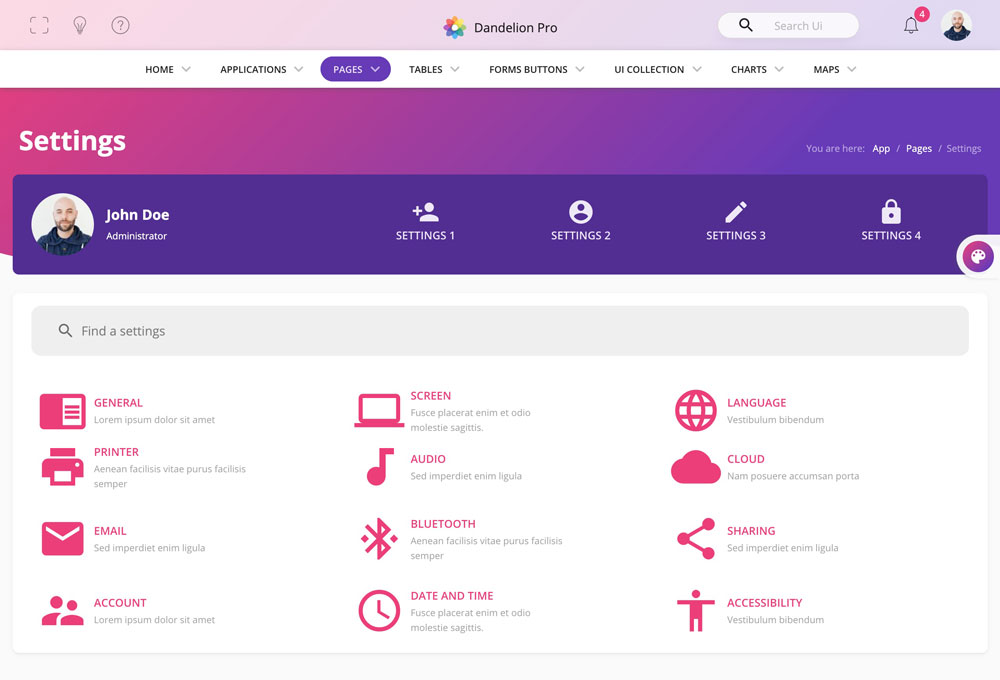 ?
Dandelion Pro
Search Ui
4
HOME
APPLICATIONS
PAGES
TABLES
FORMS BUTTONS
UI COLLECTION
CHARTS
MAPS
Settings
You are here: App / Pages / Settings
John Doe
Administrator
SETTINGS 1
SETTINGS 2
SETTINGS 3
SETTINGS 4
Find a settings
GENERAL
Lorem ipsum dolor sit amet
SCREEN
Fusce placerat enim et odio
molestie sagittis.
LANGUAGE
Vestibulum bibendum
PRINTER
Aenean facilisis vitae purus facilisis
semper
AUDIO
Sed imperdiet enim ligula
CLOUD
Nam posuere accumsan porta
EMAIL
Sed imperdiet enim ligula
BLUETOOTH
Aenean facilisis vitae purus facilisis
semper
SHARING
Sed imperdiet enim ligula
ACCOUNT
Lorem ipsum dolor sit amet
DATE AND TIME
Fusce placerat enim et odio
molestie sagittis.
ACCESSIBILITY
Vestibulum bibendum